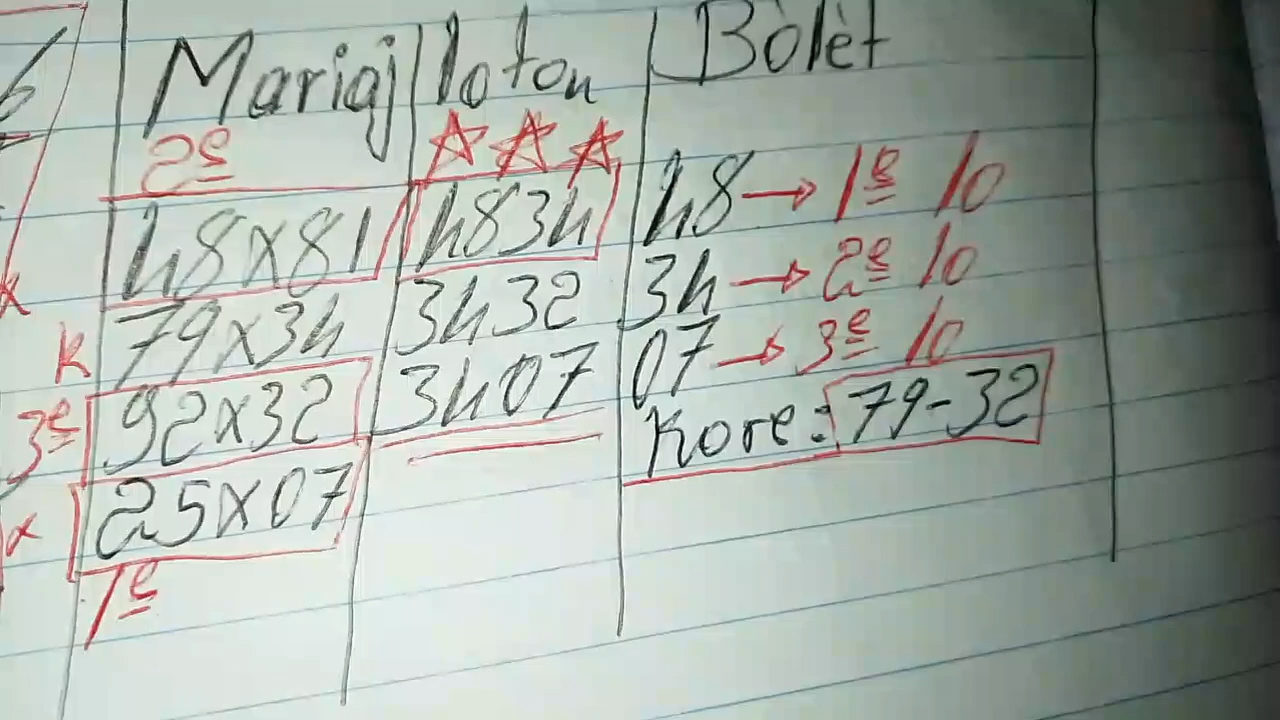 Mariaj loton Bòlèt
2e
48x81 4834 48→1e lo
K 79x34 3432 34→2e lo
3e 92x32 3407 07→3e lo
25x07 Kore: 79-32
x
1e